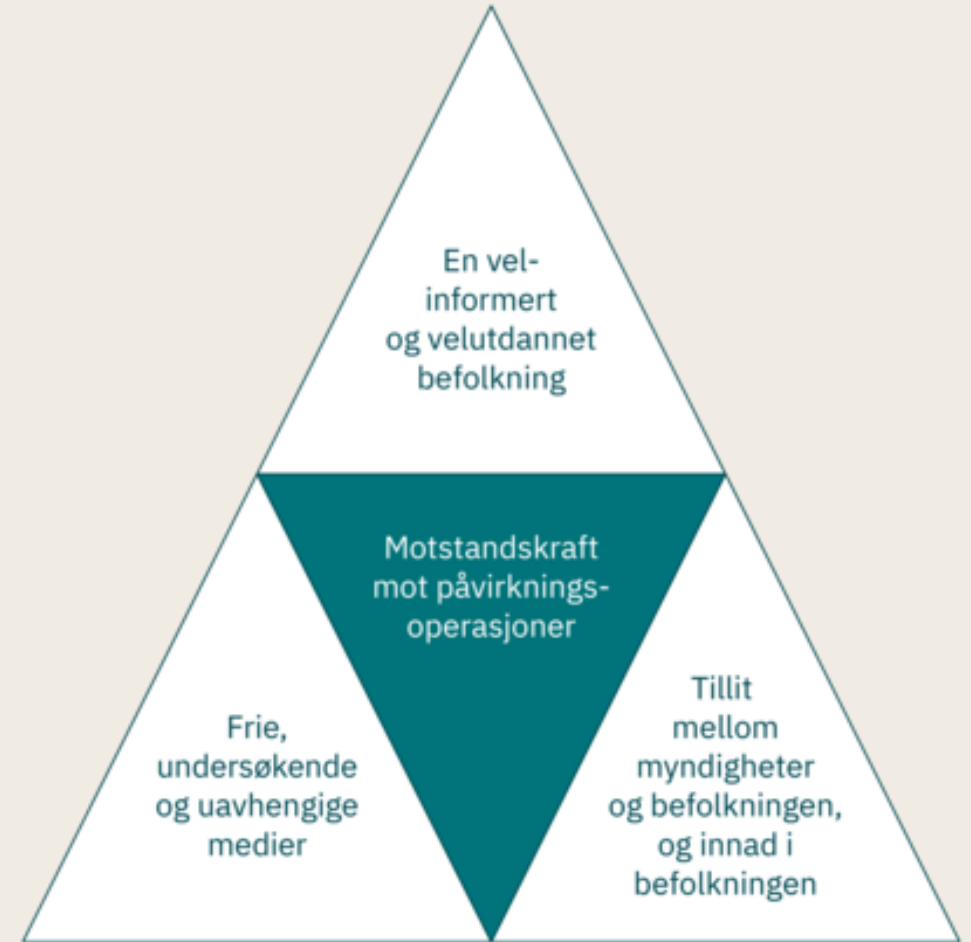 En vel-
informert
og velutdannet
befolkning
Motstandskraft
mot påvirknings-
operasjoner
Frie,
undersøkende
og uavhengige
medier
Tillit
mellom
myndigheter
og befolkningen,
og innad i
befolkningen